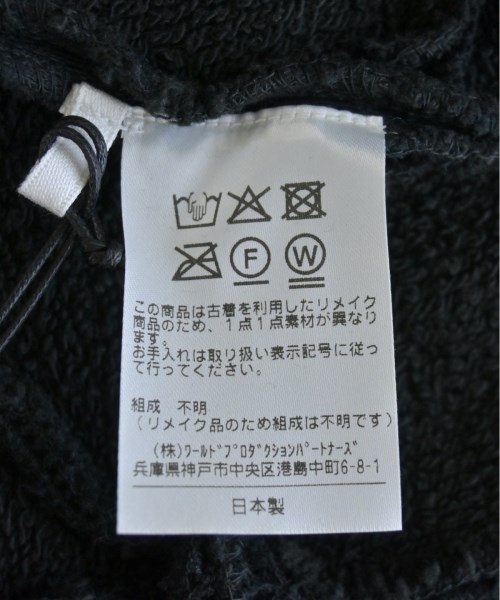 F W
この商品は古着を利用したリメイク
商品のため、1点1点素材が異なり
ます。
お手入れは取り扱い表示記号に従っ
て行ってください。
組成 不明
(リメイク品のため組成は不明です)
(株)ﾜｰﾙﾄﾞﾌﾟﾛﾀﾞｸｼｮﾝﾊﾟｰﾄﾅｰｽﾞ
兵庫県神戸市中央区港島中町6-8-1
日本製